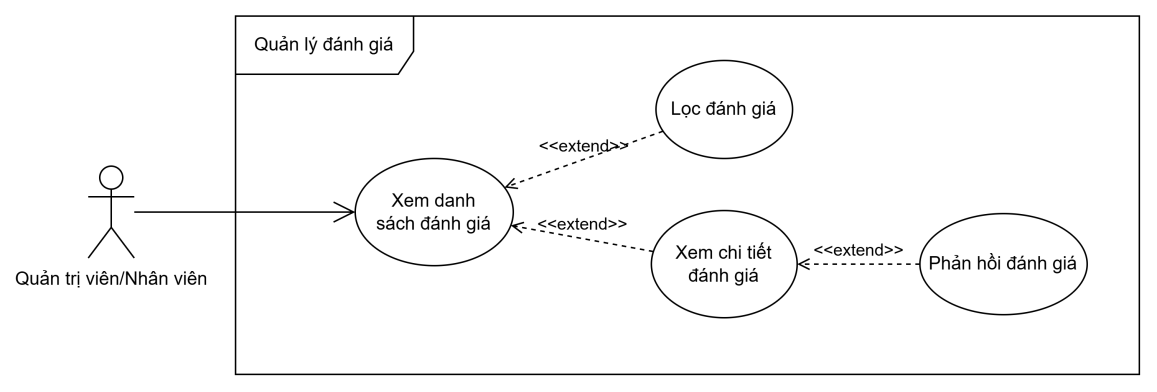 Quản lý đánh giá
Lọc đánh giá
<<extend>>
Xem danh
sách đánh giá
<<extend>>
Xem chi tiết
đánh giá
<<extend>>
Phản hồi đánh giá
Quản trị viên/Nhân viên